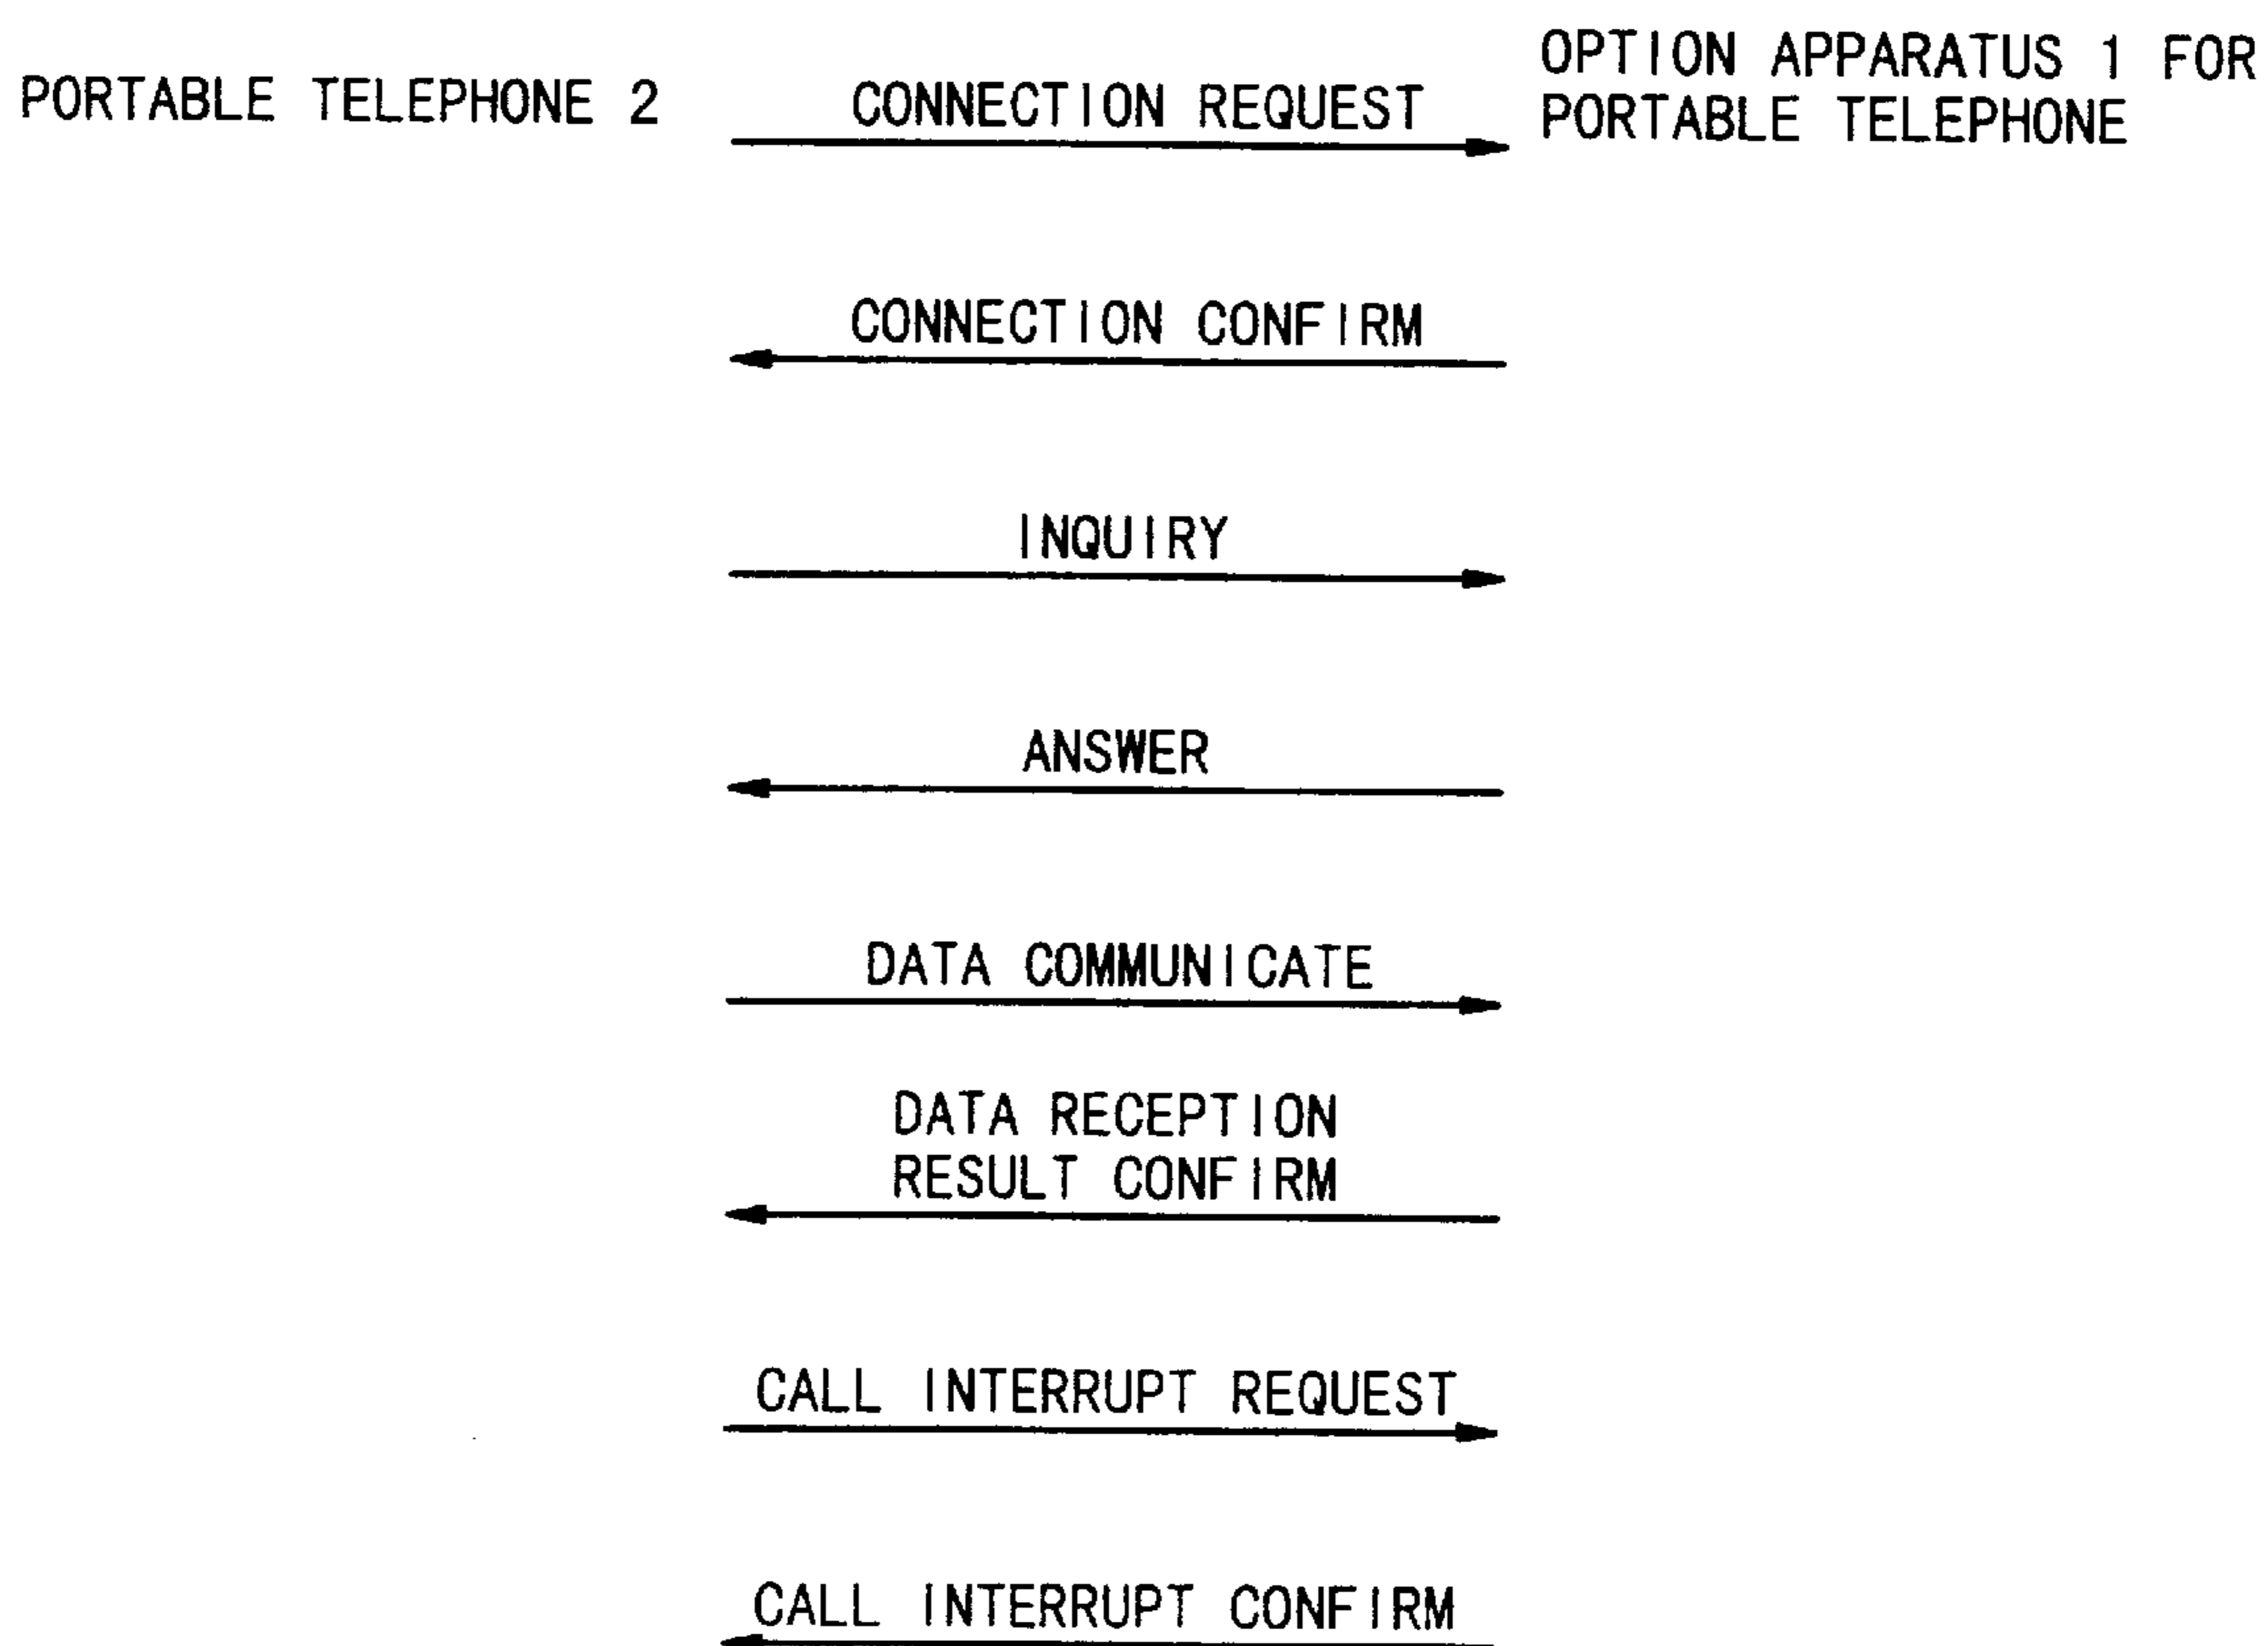 PORTABLE TELEPHONE 2
CONNECTION REQUEST
OPTION APPARATUS 1 FOR
PORTABLE TELEPHONE
CONNECTION CONFIRM
INQUIRY
ANSWER
DATA COMMUNICATE
DATA RECEPTION
RESULT CONFIRM
CALL INTERRUPT REQUEST
CALL INTERRUPT CONFIRM